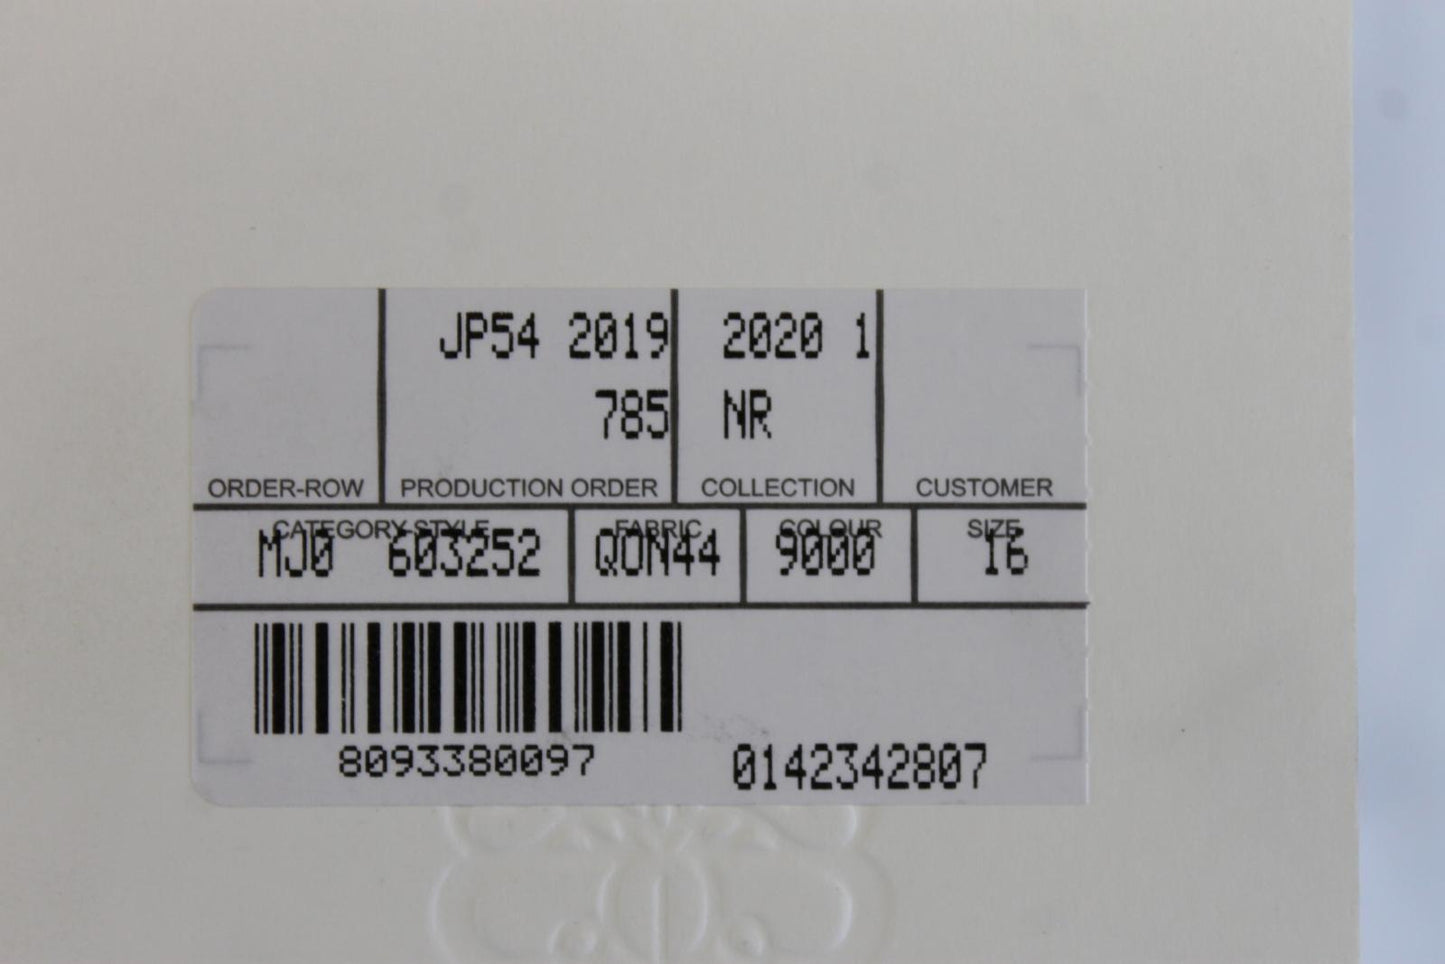 JP54 2019 2020 1
785 NR
ORDER-ROW PRODUCTION ORDER COLLECTION CUSTOMER
CATEGORY-STYLE FABRIC COLOUR SIZE
MJ0 603252 QON44 9000 16
8093380097 0142342807